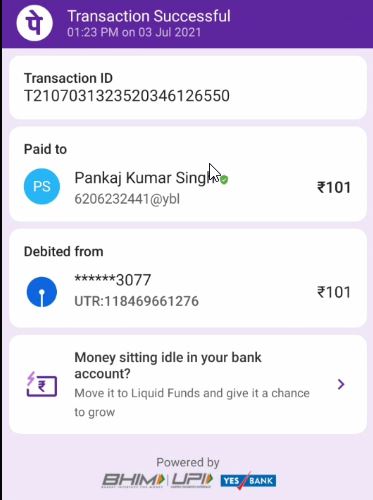 पे
Transaction Successful
01:23 PM on 03 Jul 2021
Transaction ID
T2107031323520346126550
Paid to
PS
Pankaj Kumar Singh
₹101
6206232441@ybl
Debited from
******3077
₹101
UTR:118469661276
Money sitting idle in your bank
account?
₹
Move it to Liquid Funds and give it a chance
to grow
Powered by
BHIM UPI YES BANK